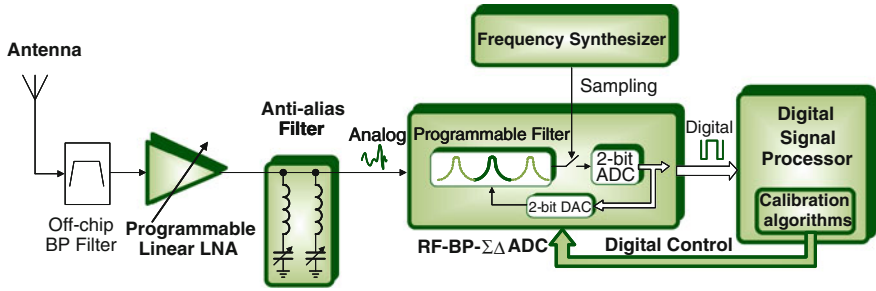 Antenna
Off-chip
BP Filter
Programmable
Linear LNA
Anti-alias
Filter
Analog
Frequency Synthesizer
Sampling
Programmable Filter
2-bit
ADC
2-bit DAC
RF-BP-ΣΔ ADC
Digital
Digital Control
Digital
Signal
Processor
Calibration
algorithms